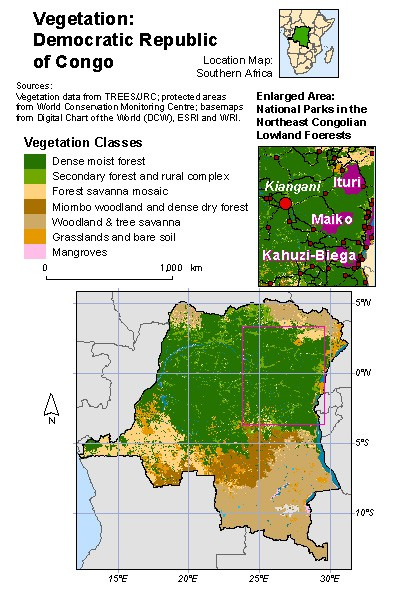 Vegetation:
Democratic Republic
of Congo
Location Map:
Southern Africa
Sources:
Vegetation data from TREES/JRC; protected areas
from World Conservation Monitoring Centre; basemaps
from Digital Chart of the World (DCW), ESRI and WRI.
Enlarged Area:
National Parks in the
Northeast Congolian
Lowland Foerests
Vegetation Classes
Dense moist forest
Secondary forest and rural complex
Forest savanna mosaic
Miombo woodland and dense dry forest
Woodland & tree savanna
Grasslands and bare soil
Mangroves
0 1,000 km
Kiangani
Ituri
Maiko
Kahuzi-Biega
5°N
0°N
5°S
10°S
N
15°E 20°E 25°E 30°E